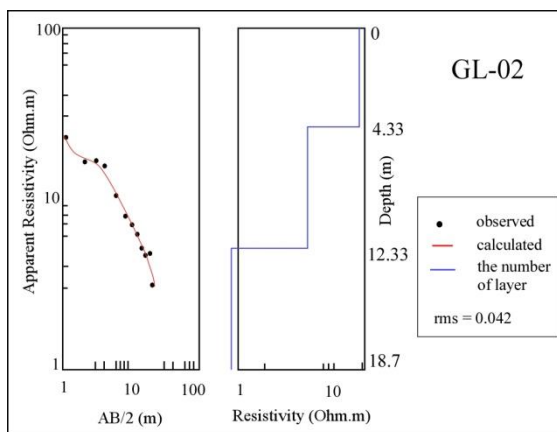 GL-02
100
10
1
Apparent Resistivity (Ohm.m)
1 10 100
AB/2 (m)
0
4.33
12.33
18.7
Depth (m)
1 10
Resistivity (Ohm.m)
observed
calculated
the number
of layer
rms = 0.042